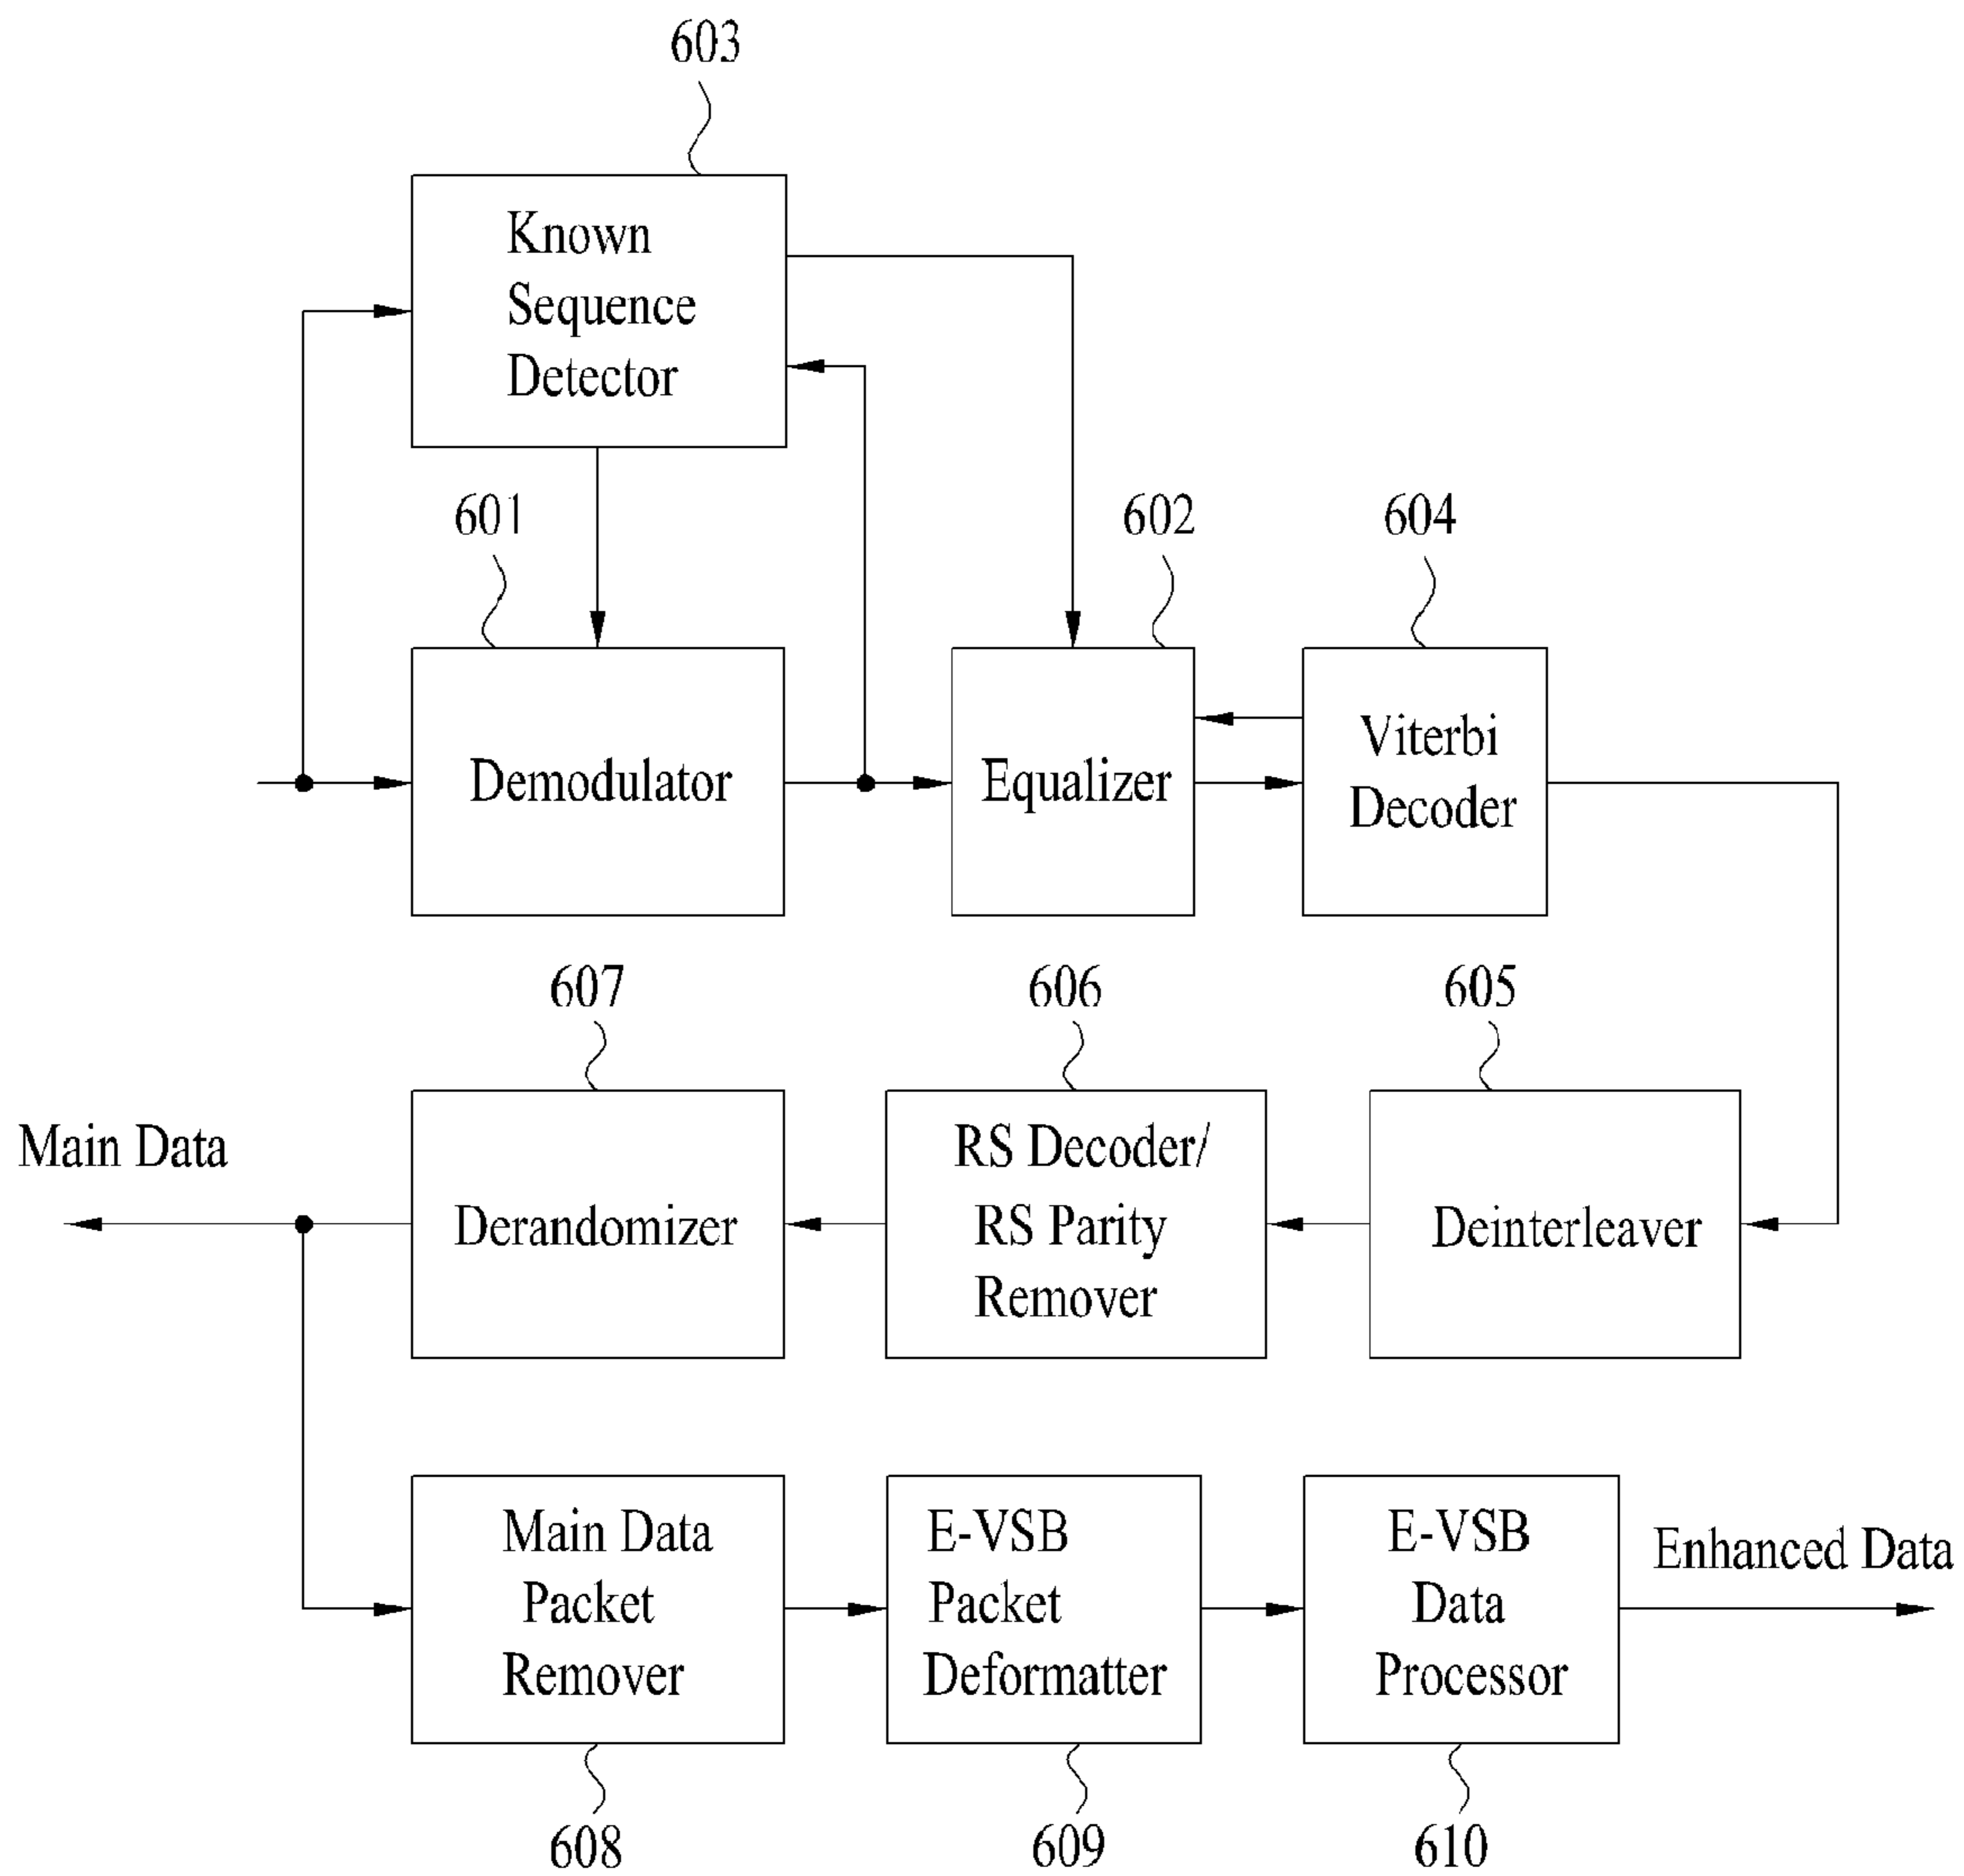 603
Known
Sequence
Detector
601
602
604
Demodulator
Equalizer
Viterbi
Decoder
607
606
605
Main Data
Derandomizer
RS Decoder/
RS Parity
Remover
Deinterleaver
Main Data
Packet
Remover
E-VSB
Packet
Deformatter
E-VSB
Data
Processor
Enhanced Data
608
609
610